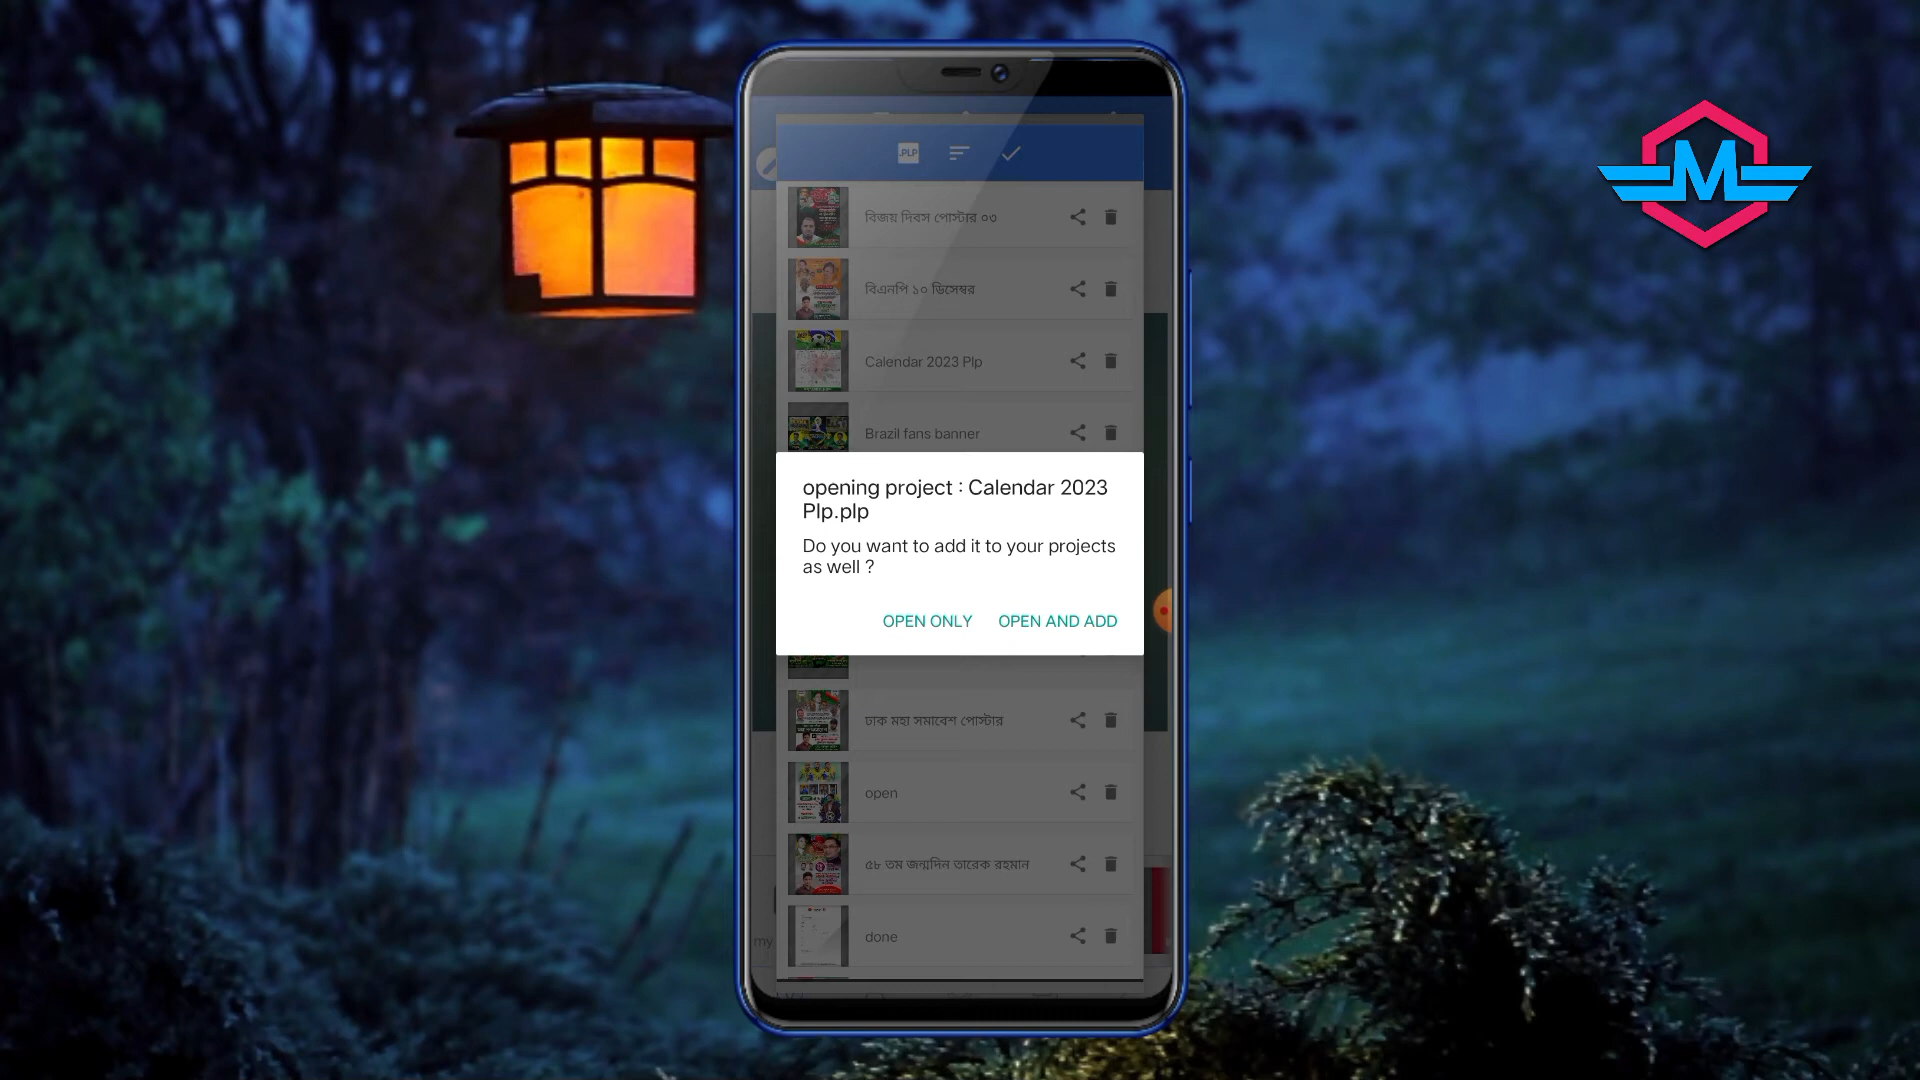 .PLP
বিজয় দিবস পোস্টার ০৩
বিএনপি ১০ ডিসেম্বর
Calendar 2023 Plp
Brazil fans banner
opening project : Calendar 2023
Plp.plp
Do you want to add it to your projects
as well ?
OPEN ONLY OPEN AND ADD
ঢাক মহা সমাবেশ পোস্টার
open
৫৮ তম জন্মদিন তারেক রহমান
done
my
M